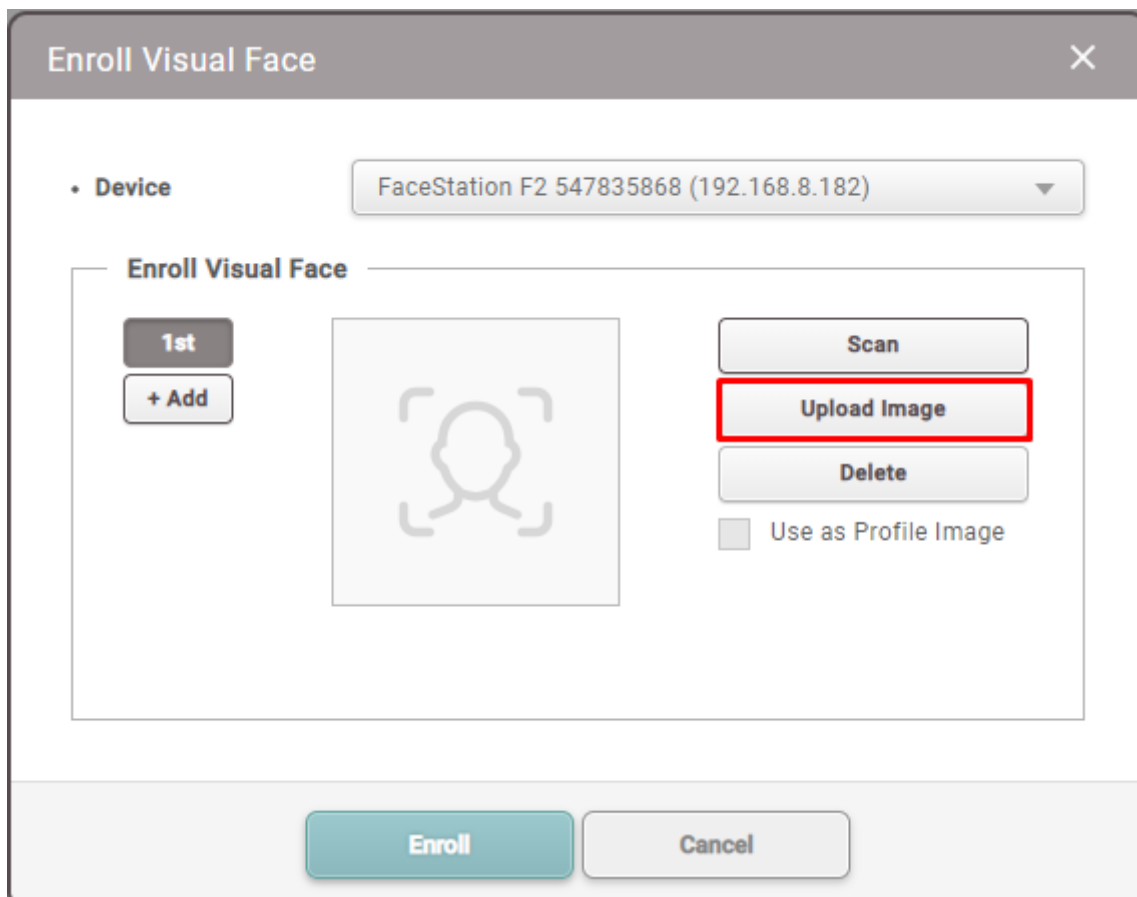 Enroll Visual Face
• Device
FaceStation F2 547835868 (192.168.8.182)
Enroll Visual Face
1st
+ Add
Scan
Upload Image
Delete
Use as Profile Image
Enroll
Cancel